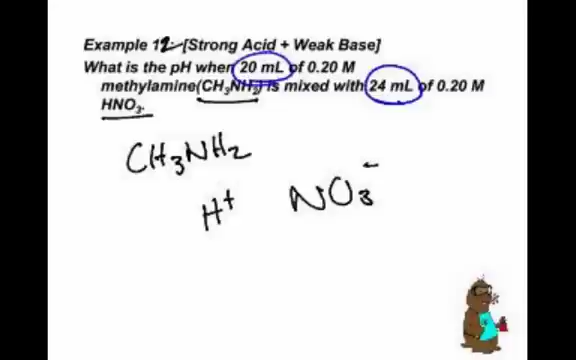 Example 12 [Strong Acid + Weak Base]
What is the pH when 20 mL of 0.20 M
methylamine(CH₃NH₂) is mixed with 24 mL of 0.20 M
HNO₃.
CH₃NH₂
H⁺ NO₃⁻